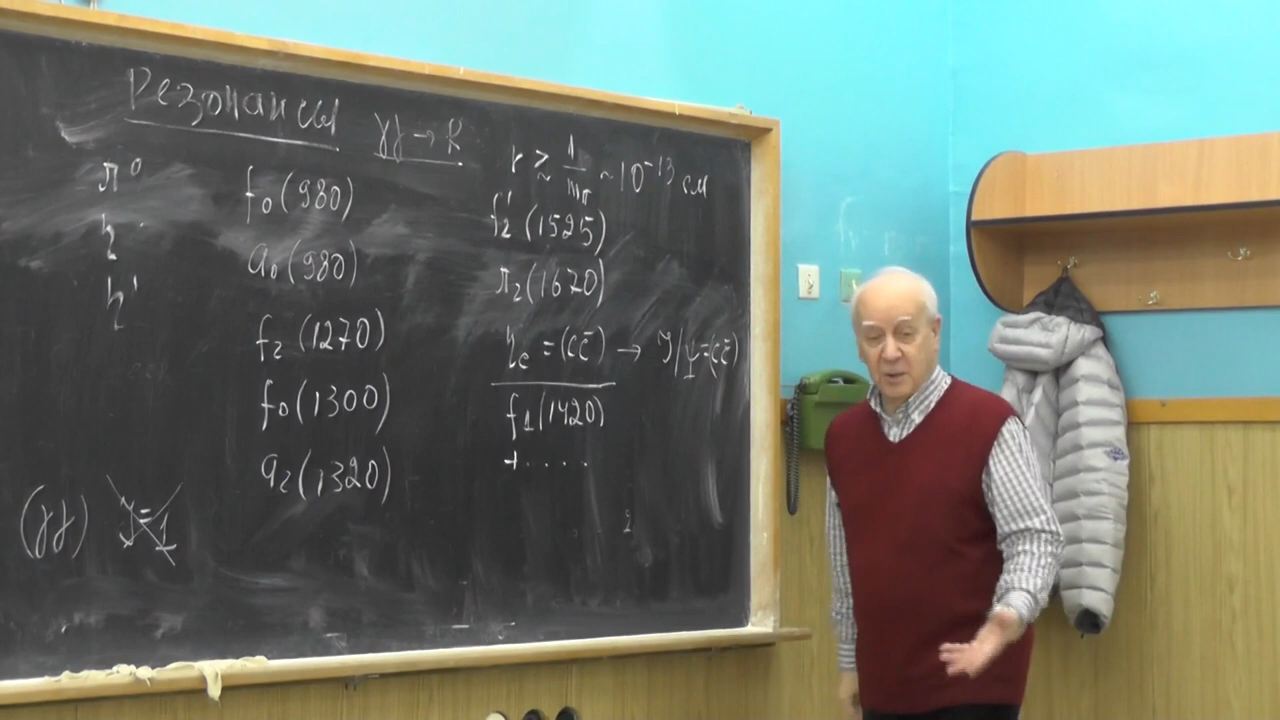 Резонансы γγ → R
π⁰
η
η'
f₀(980)
a₀(980)
f₂(1270)
f₀(1300)
a₂(1320)
(γγ) J=1
r ≳ 1/m_π ~10⁻¹³ см
f₂'(1525)
π₂(1670)
η_c = (cc̄) → J/ψ=(cc̄)
f₁(1420)
+....